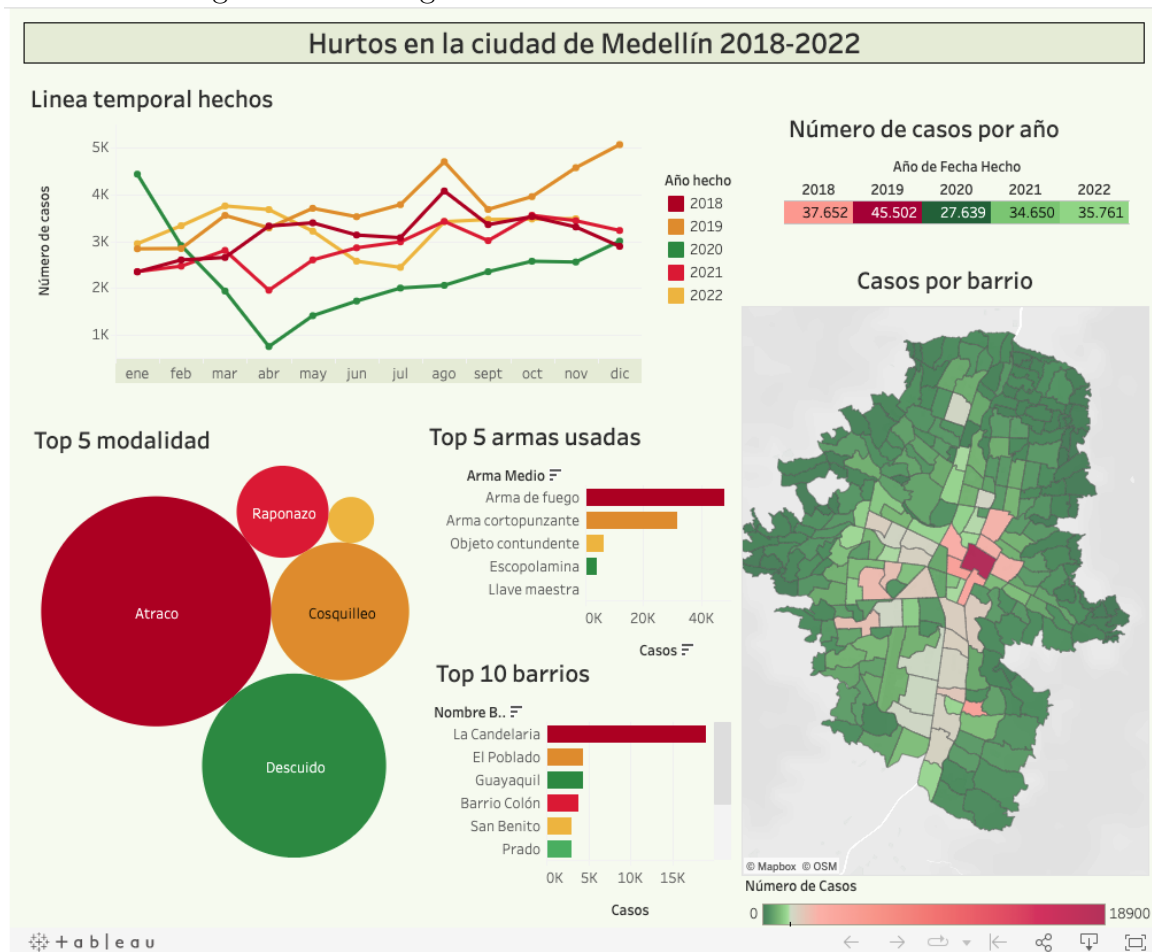 Hurtos en la ciudad de Medellín 2018-2022
Linea temporal hechos
Número de casos
5K
4K
3K
2K
1K
ene feb mar abr may jun jul ago sept oct nov dic
Año hecho
2018
2019
2020
2021
2022
Número de casos por año
Año de Fecha Hecho
2018 2019 2020 2021 2022
37.652 45.502 27.639 34.650 35.761
Casos por barrio
© Mapbox © OSM
Número de Casos
0 18900
Top 5 modalidad
Raponazo
Atraco
Cosquilleo
Descuido
Top 5 armas usadas
Arma Medio
Arma de fuego
Arma cortopunzante
Objeto contundente
Escopolamina
Llave maestra
0K 20K 40K
Casos
Top 10 barrios
Nombre B..
La Candelaria
El Poblado
Guayaquil
Barrio Colón
San Benito
Prado
0K 5K 10K 15K
Casos
+ableau